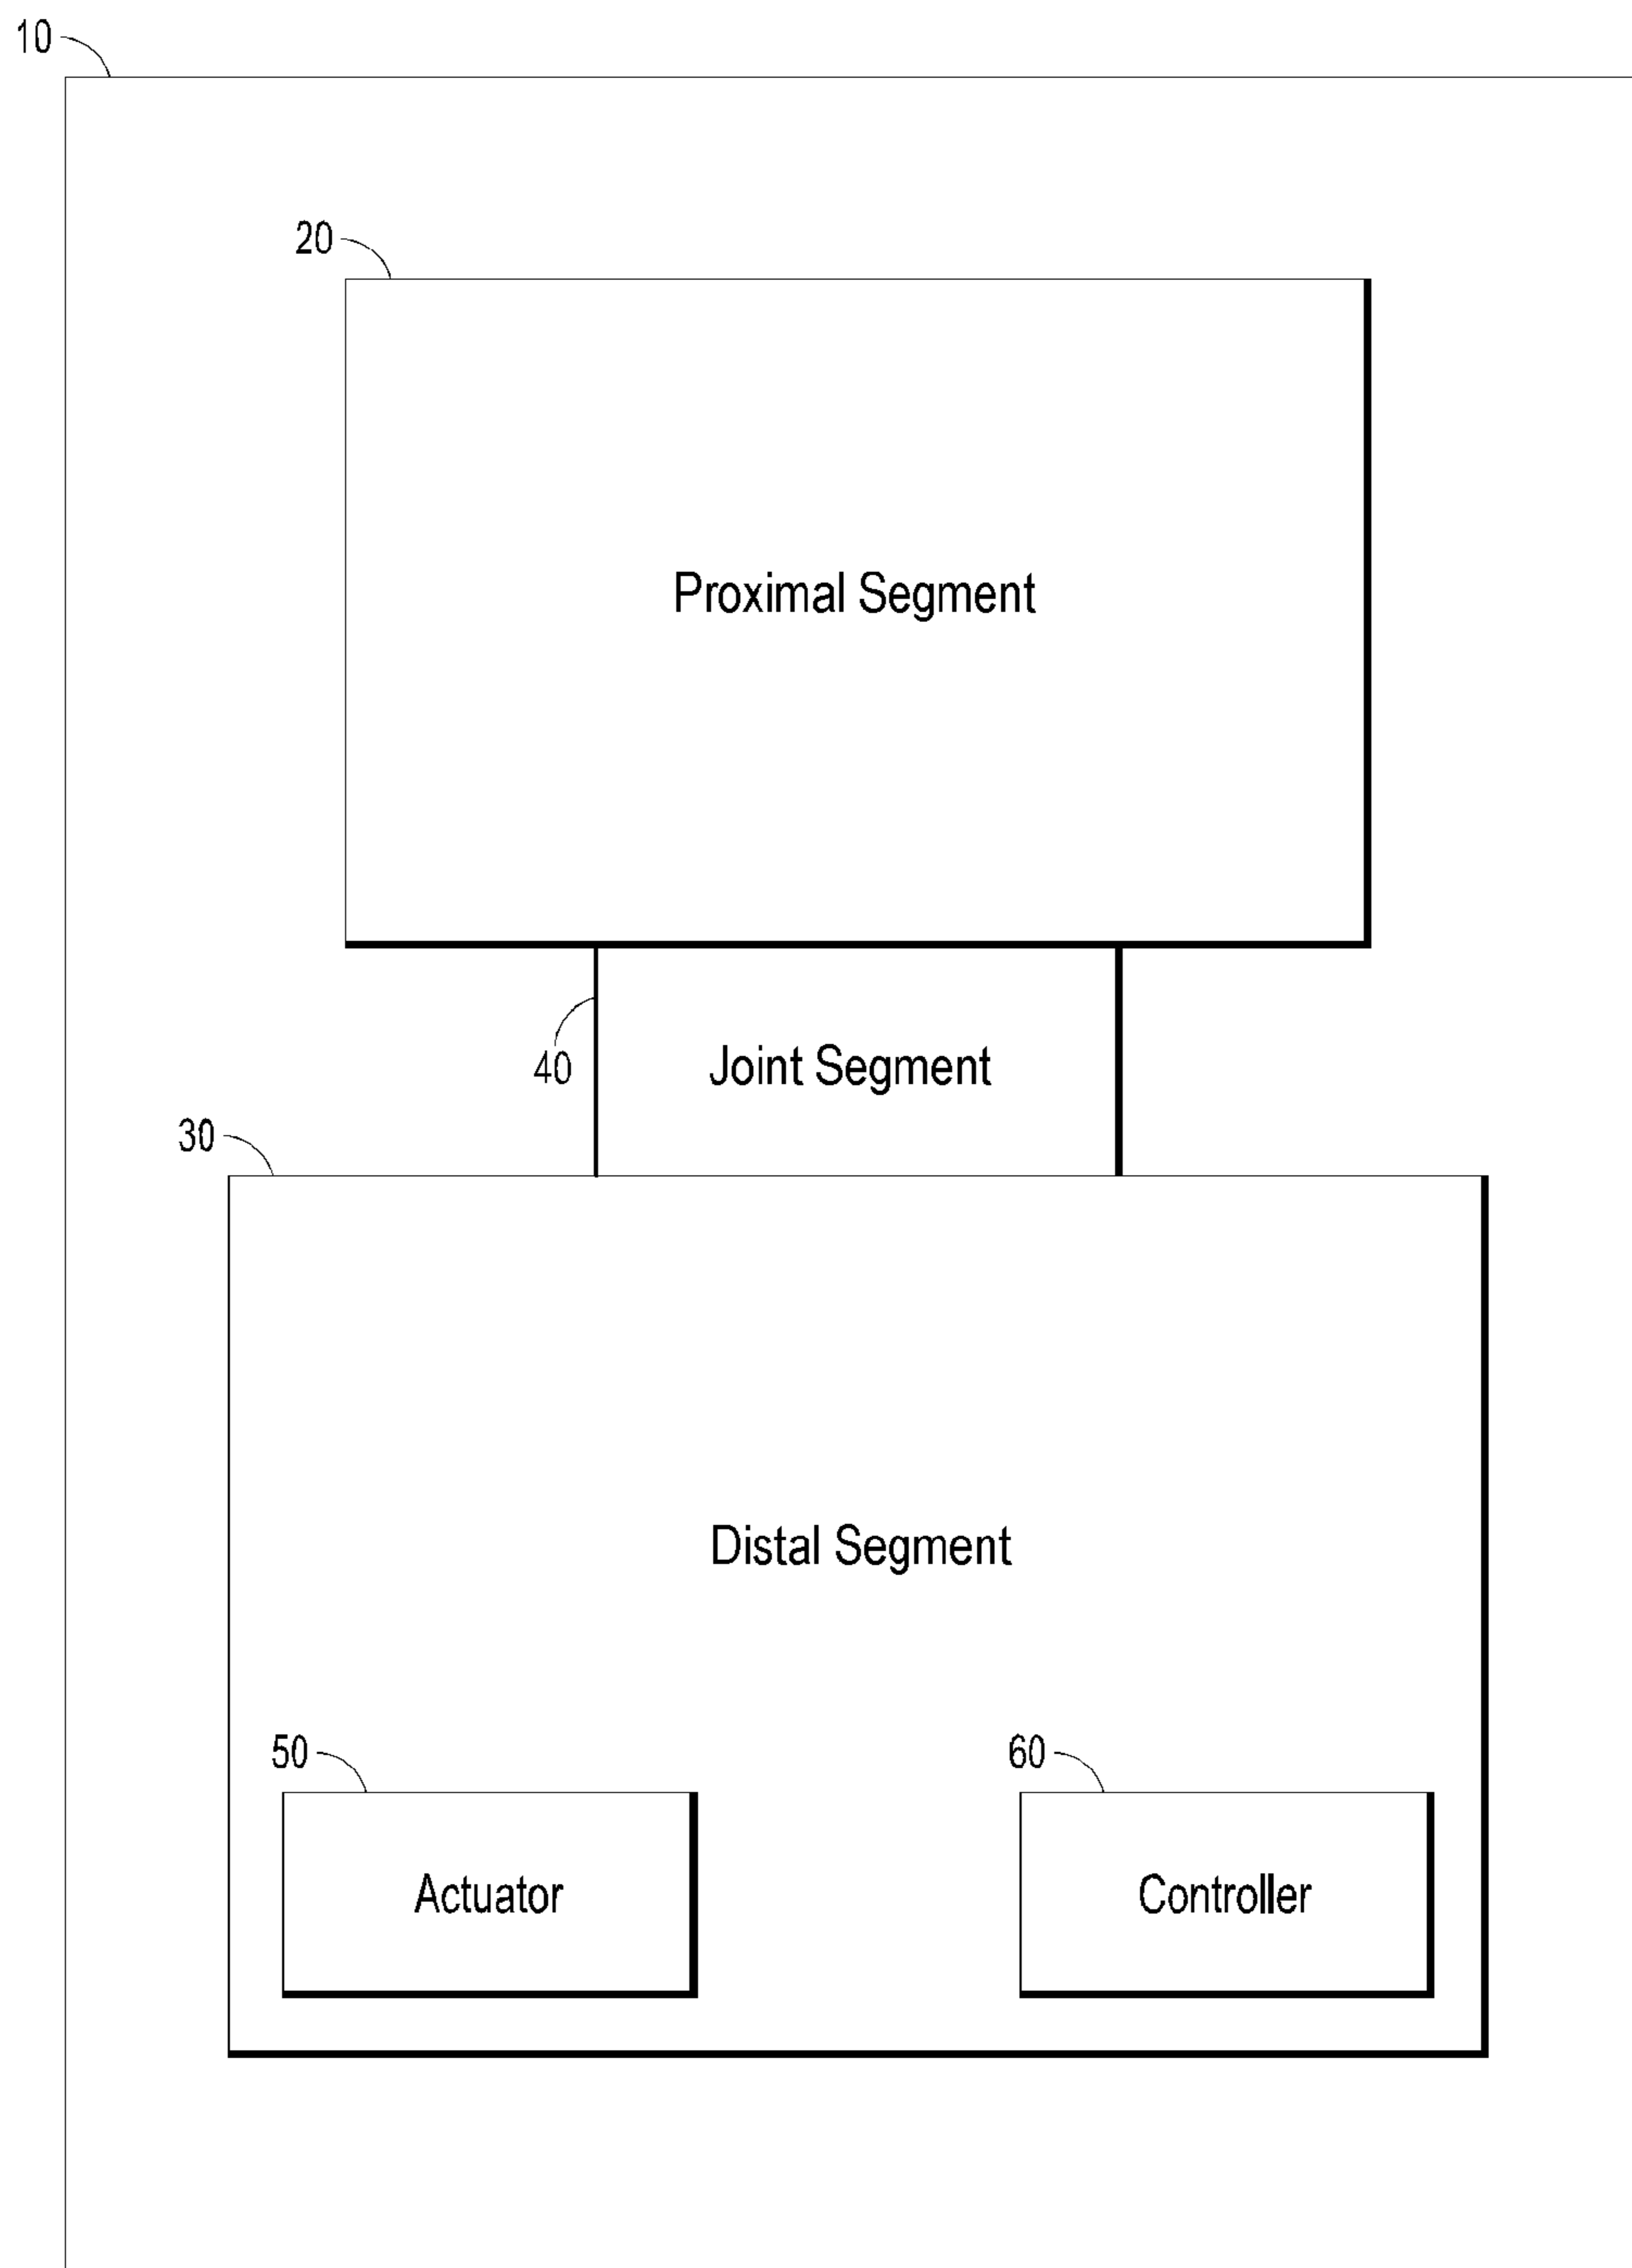 10
20
Proximal Segment
40
Joint Segment
30
Distal Segment
50
60
Actuator
Controller